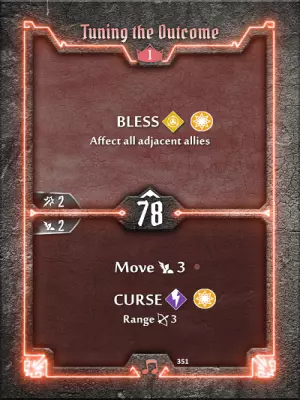 Tuning the Outcome
1
BLESS
Affect all adjacent allies
2
78
2
Move 3
CURSE
Range 3
351